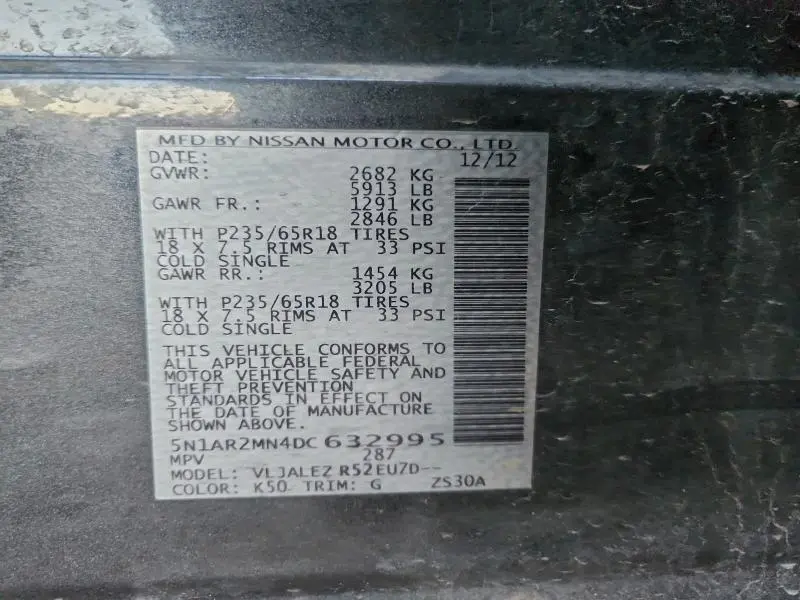 MFD BY NISSAN MOTOR CO., LTD.
DATE: 12/12
GVWR: 2682 KG
5913 LB
GAWR FR.: 1291 KG
2846 LB
WITH P235/65R18 TIRES
18 X 7.5 RIMS AT 33 PSI
COLD SINGLE
GAWR RR.: 1454 KG
3205 LB
WITH P235/65R18 TIRES
18 X 7.5 RIMS AT 33 PSI
COLD SINGLE
THIS VEHICLE CONFORMS TO
ALL APPLICABLE FEDERAL
MOTOR VEHICLE SAFETY AND
THEFT PREVENTION
STANDARDS IN EFFECT ON
THE DATE OF MANUFACTURE
SHOWN ABOVE.
5N1AR2MN4DC 632995
MPV 287
MODEL: VLJALEZ R52EU7D--
COLOR: K50 TRIM: G ZS30A